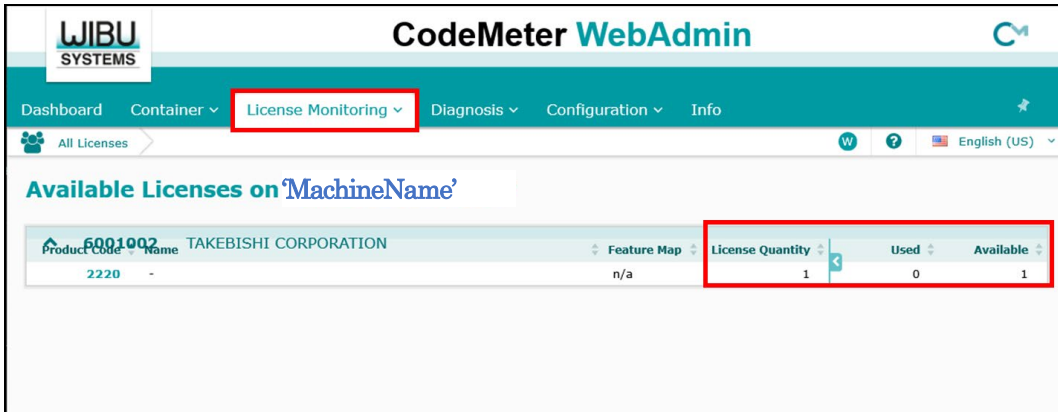 WIBU
SYSTEMS
CodeMeter WebAdmin
CM
Dashboard Container License Monitoring Diagnosis Configuration Info
All Licenses W ? English (US)
Available Licenses on 'MachineName'
6001002 TAKEBISHI CORPORATION
Product Code Name Feature Map License Quantity Used Available
2220 - n/a 1 0 1